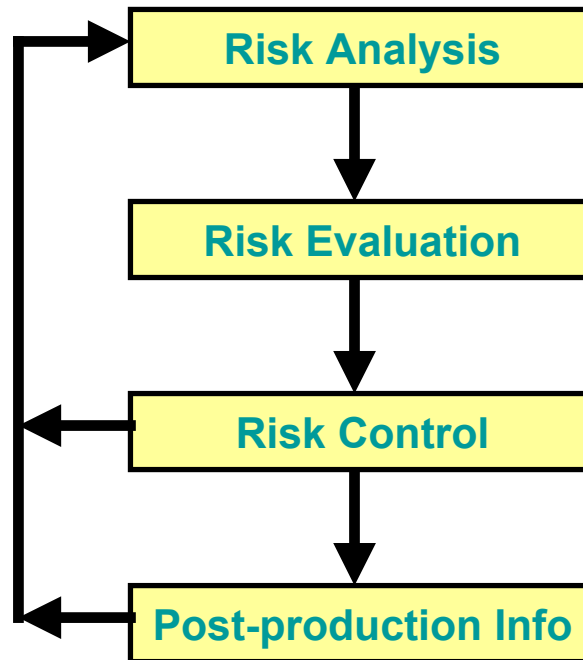 Risk Analysis
Risk Evaluation
Risk Control
Post-production Info